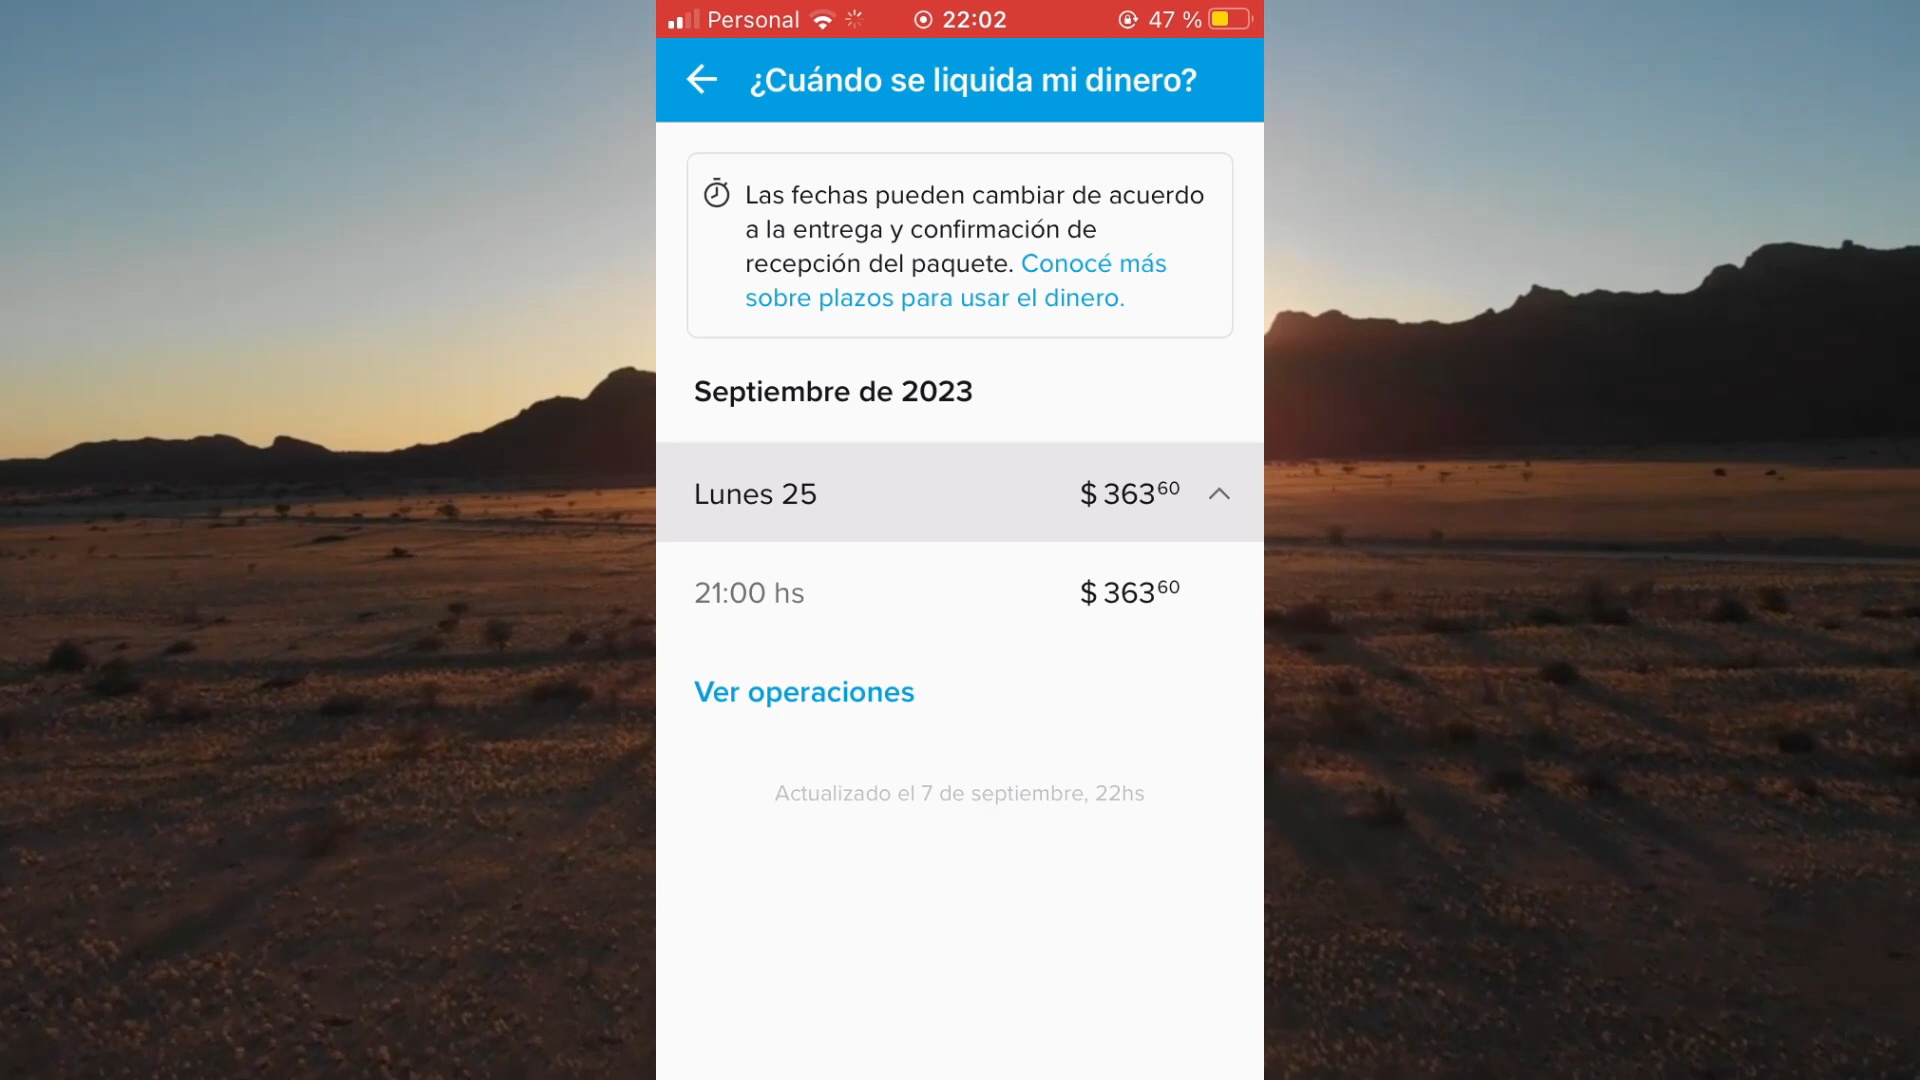 Personal 22:02 47 %
¿Cuándo se liquida mi dinero?
Las fechas pueden cambiar de acuerdo
a la entrega y confirmación de
recepción del paquete. Conocé más
sobre plazos para usar el dinero.
Septiembre de 2023
Lunes 25 $ 363⁶⁰
21:00 hs $ 363⁶⁰
Ver operaciones
Actualizado el 7 de septiembre, 22hs